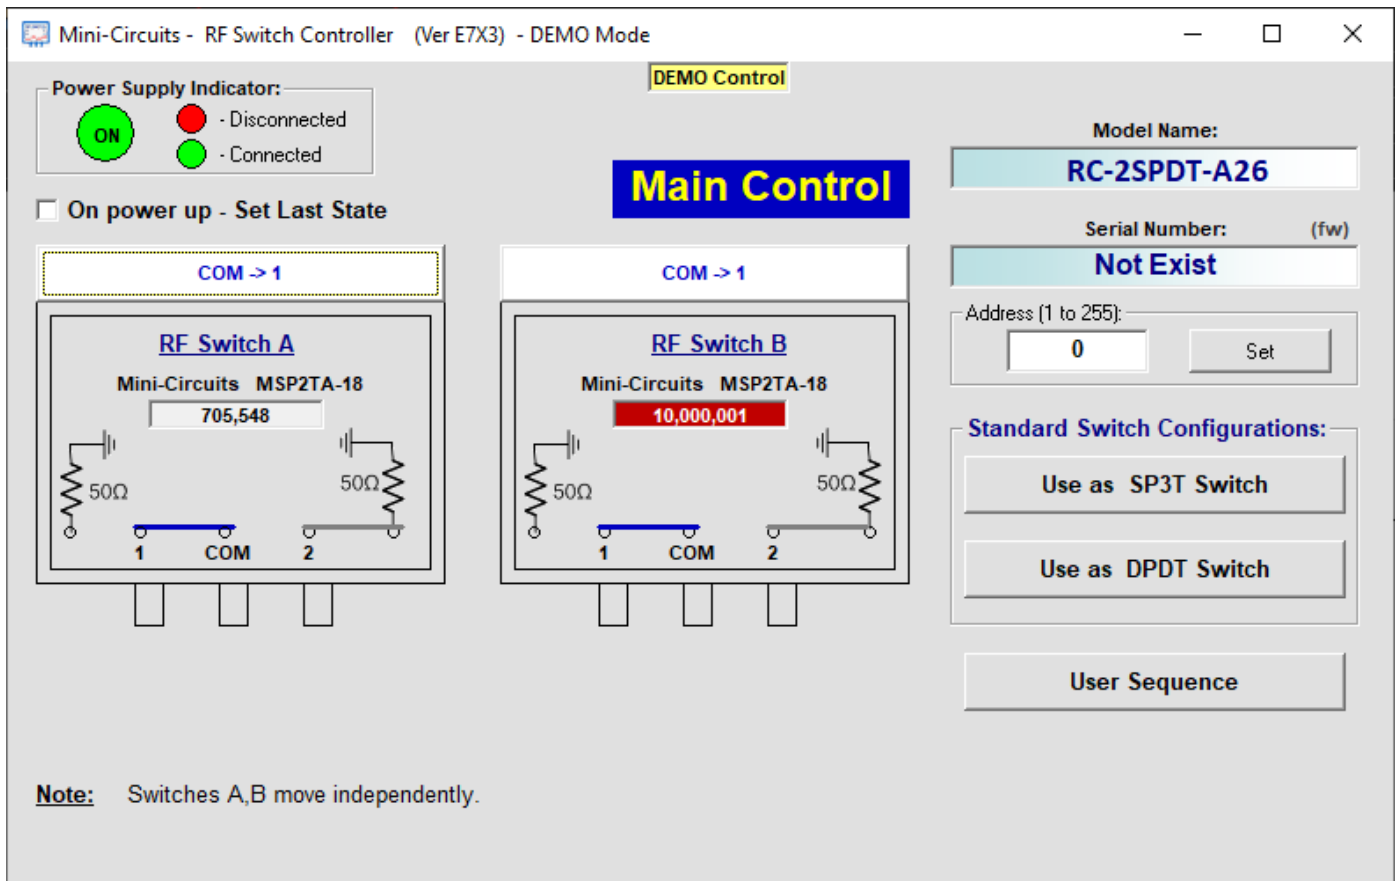 Mini-Circuits - RF Switch Controller (Ver E7X3) - DEMO Mode
DEMO Control
Power Supply Indicator:
ON
- Disconnected
- Connected
On power up - Set Last State
Main Control
Model Name:
RC-2SPDT-A26
Serial Number: (fw)
Not Exist
Address (1 to 255):
0 Set
COM -> 1
RF Switch A
Mini-Circuits MSP2TA-18
705,548
50Ω 50Ω
1 COM 2
COM -> 1
RF Switch B
Mini-Circuits MSP2TA-18
10,000,001
50Ω 50Ω
1 COM 2
Standard Switch Configurations:
Use as SP3T Switch
Use as DPDT Switch
User Sequence
Note: Switches A,B move independently.